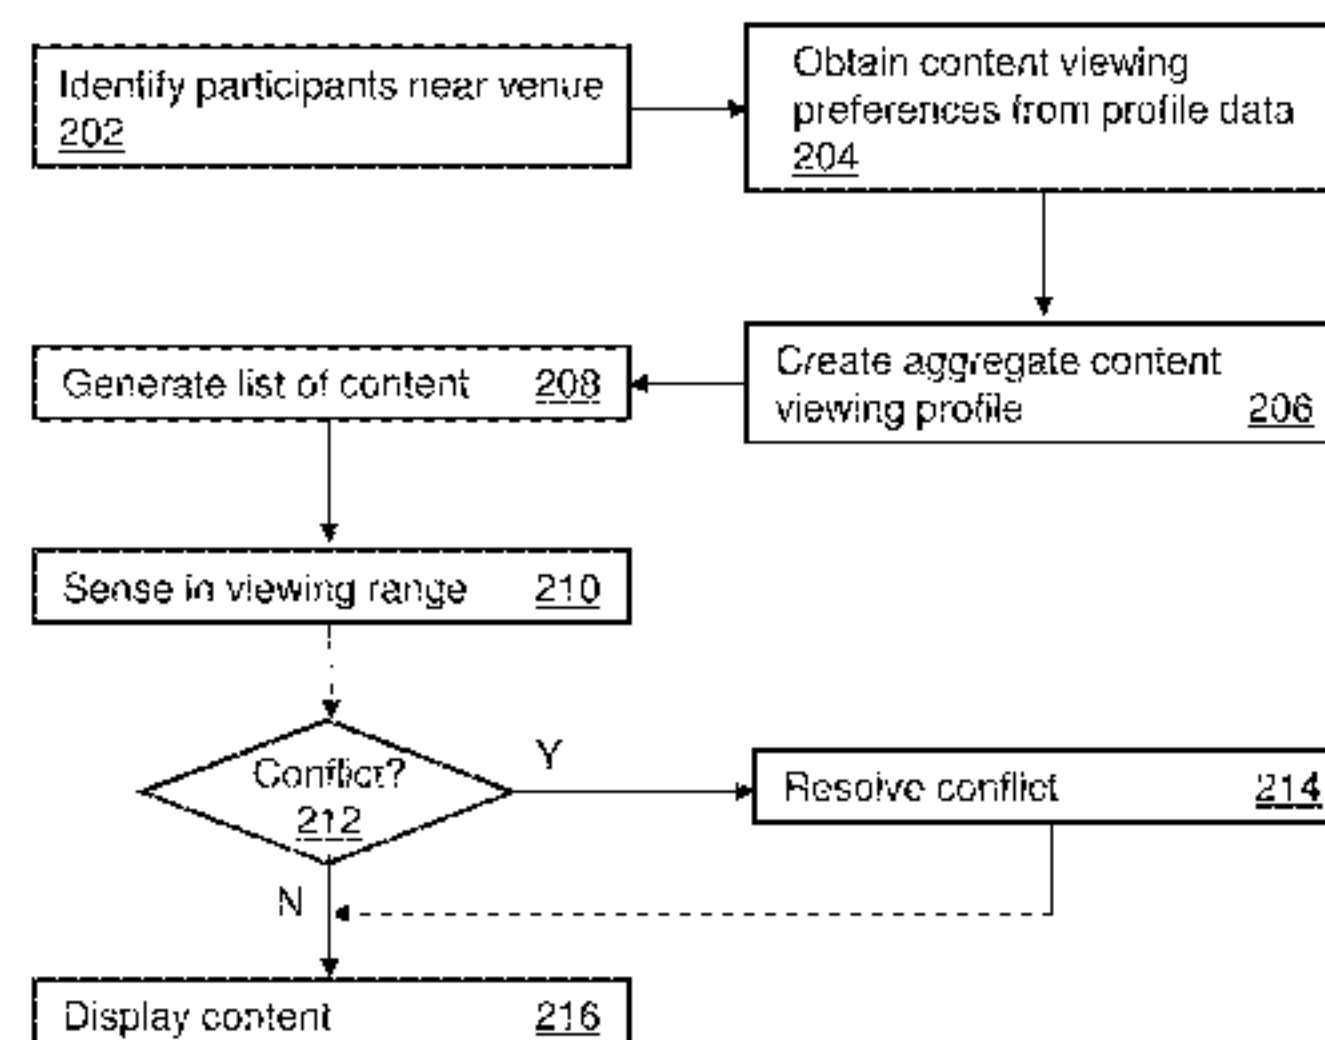 Identify participants near venue
202
Obtain content viewing
preferences from profile data
204
Create aggregate content
viewing profile 206
Generate list of content 208
Sense in viewing range 210
Conflict?
212
Y
Resolve conflict 214
N
Display content 216